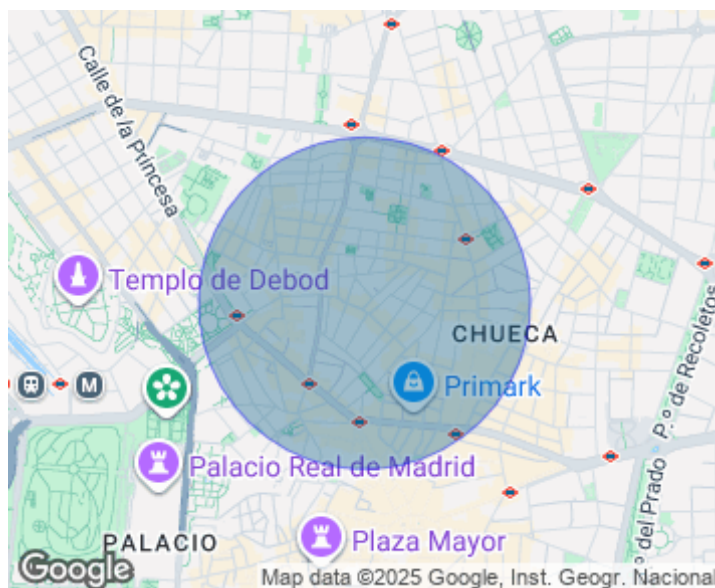 Calle de
la Princesa
Templo de Debod
CHUECA
Primark
P.º de Recoletos
M
Palacio Real de Madrid
º del Prado
PALACIO
Plaza Mayor
Google
Map data ©2025 Google, Inst. Geogr. Nacional